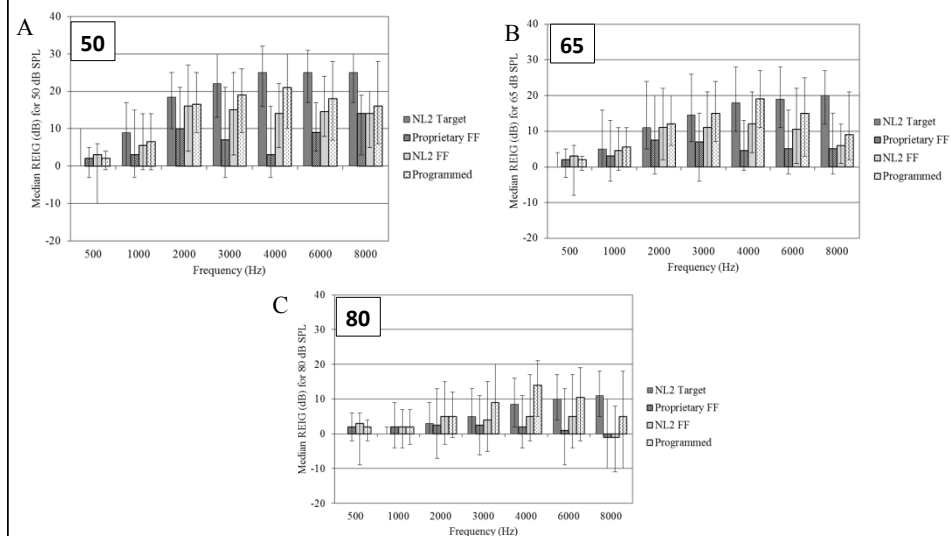 A
50
Median REIG (dB) for 50 dB SPL
40
30
20
10
0
-10
-20
500 1000 2000 3000 4000 6000 8000
Frequency (Hz)
NL2 Target
Proprietary FF
NL2 FF
Programmed
B
65
Median REIG (dB) for 65 dB SPL
40
30
20
10
0
-10
-20
500 1000 2000 3000 4000 6000 8000
Frequency (Hz)
NL2 Target
Proprietary FF
NL2 FF
Programmed
C
80
Median REIG (dB) for 80 dB SPL
40
30
20
10
0
-10
-20
500 1000 2000 3000 4000 6000 8000
Frequency (Hz)
NL2 Target
Proprietary FF
NL2 FF
Programmed